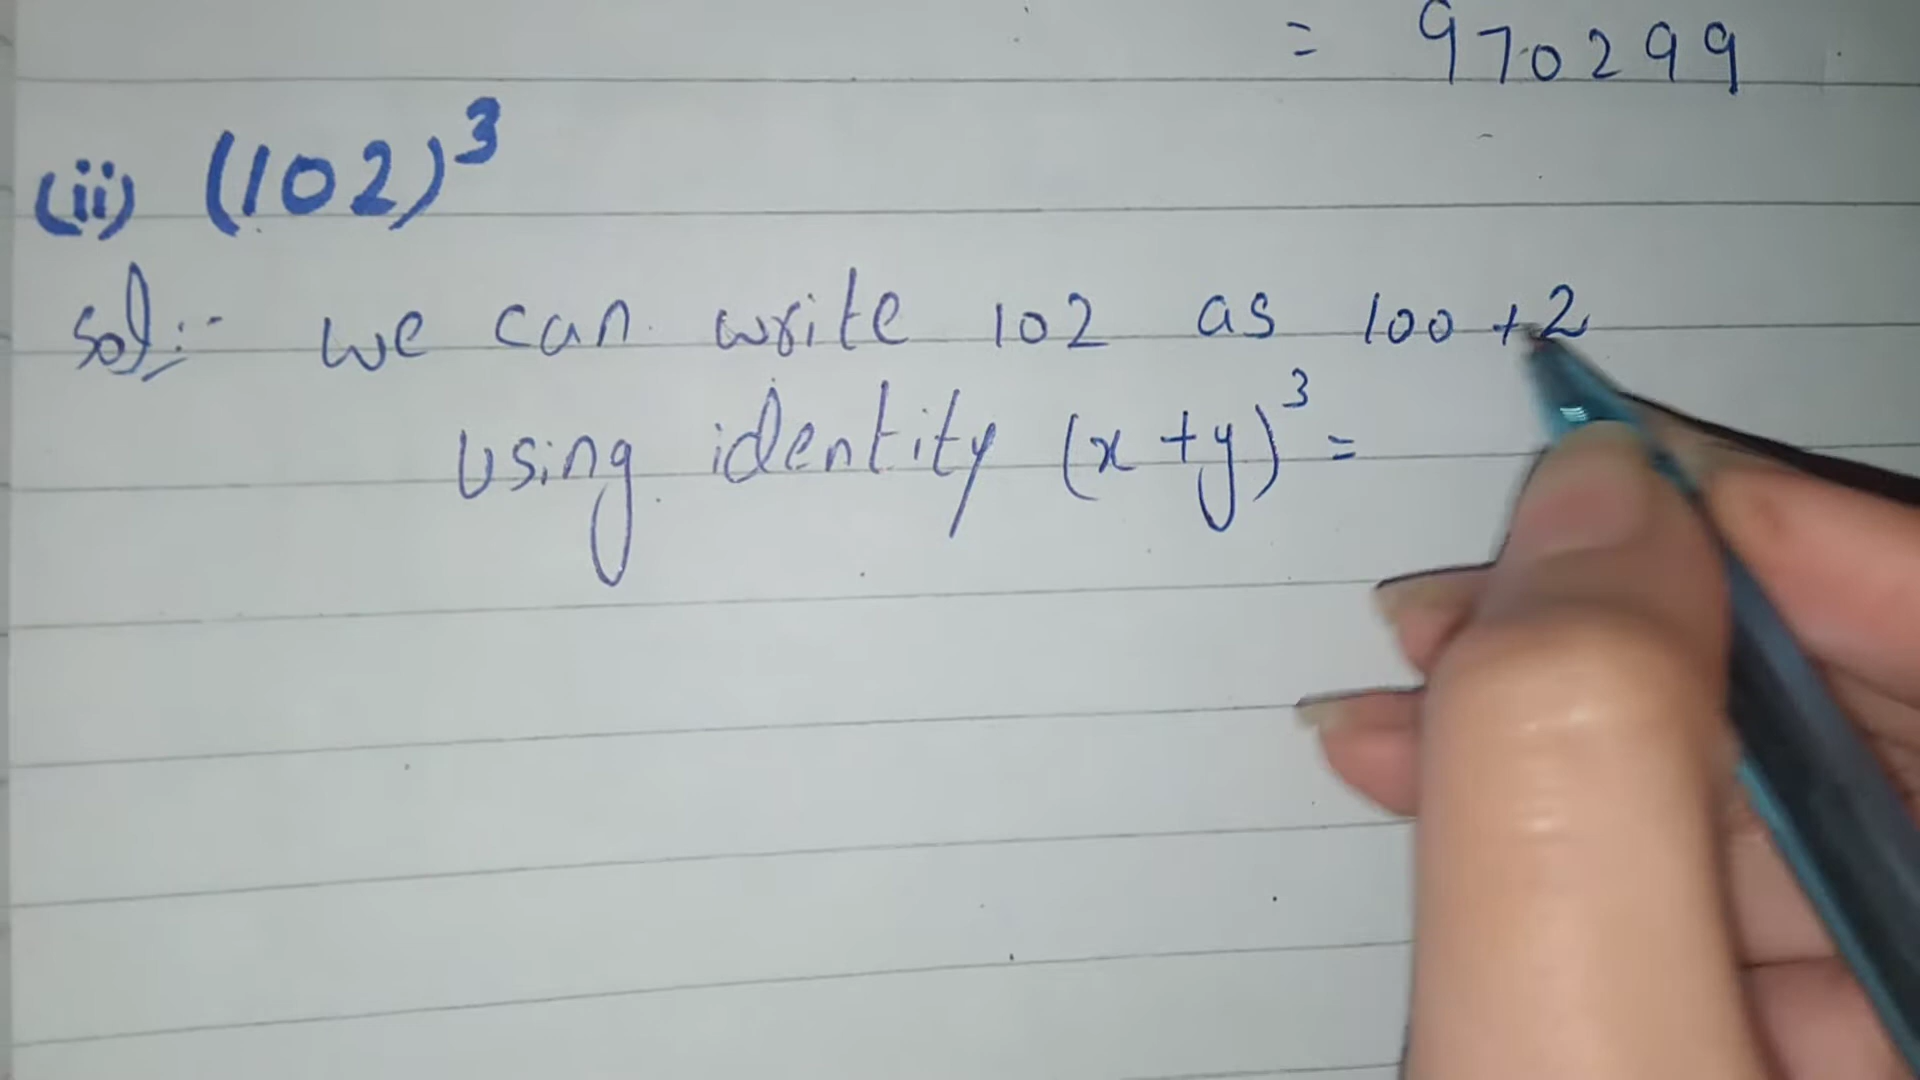 = 970299
(ii) (102)³
Sol:- we can write 102 as 100 + 2
Using identity (x + y)³ =